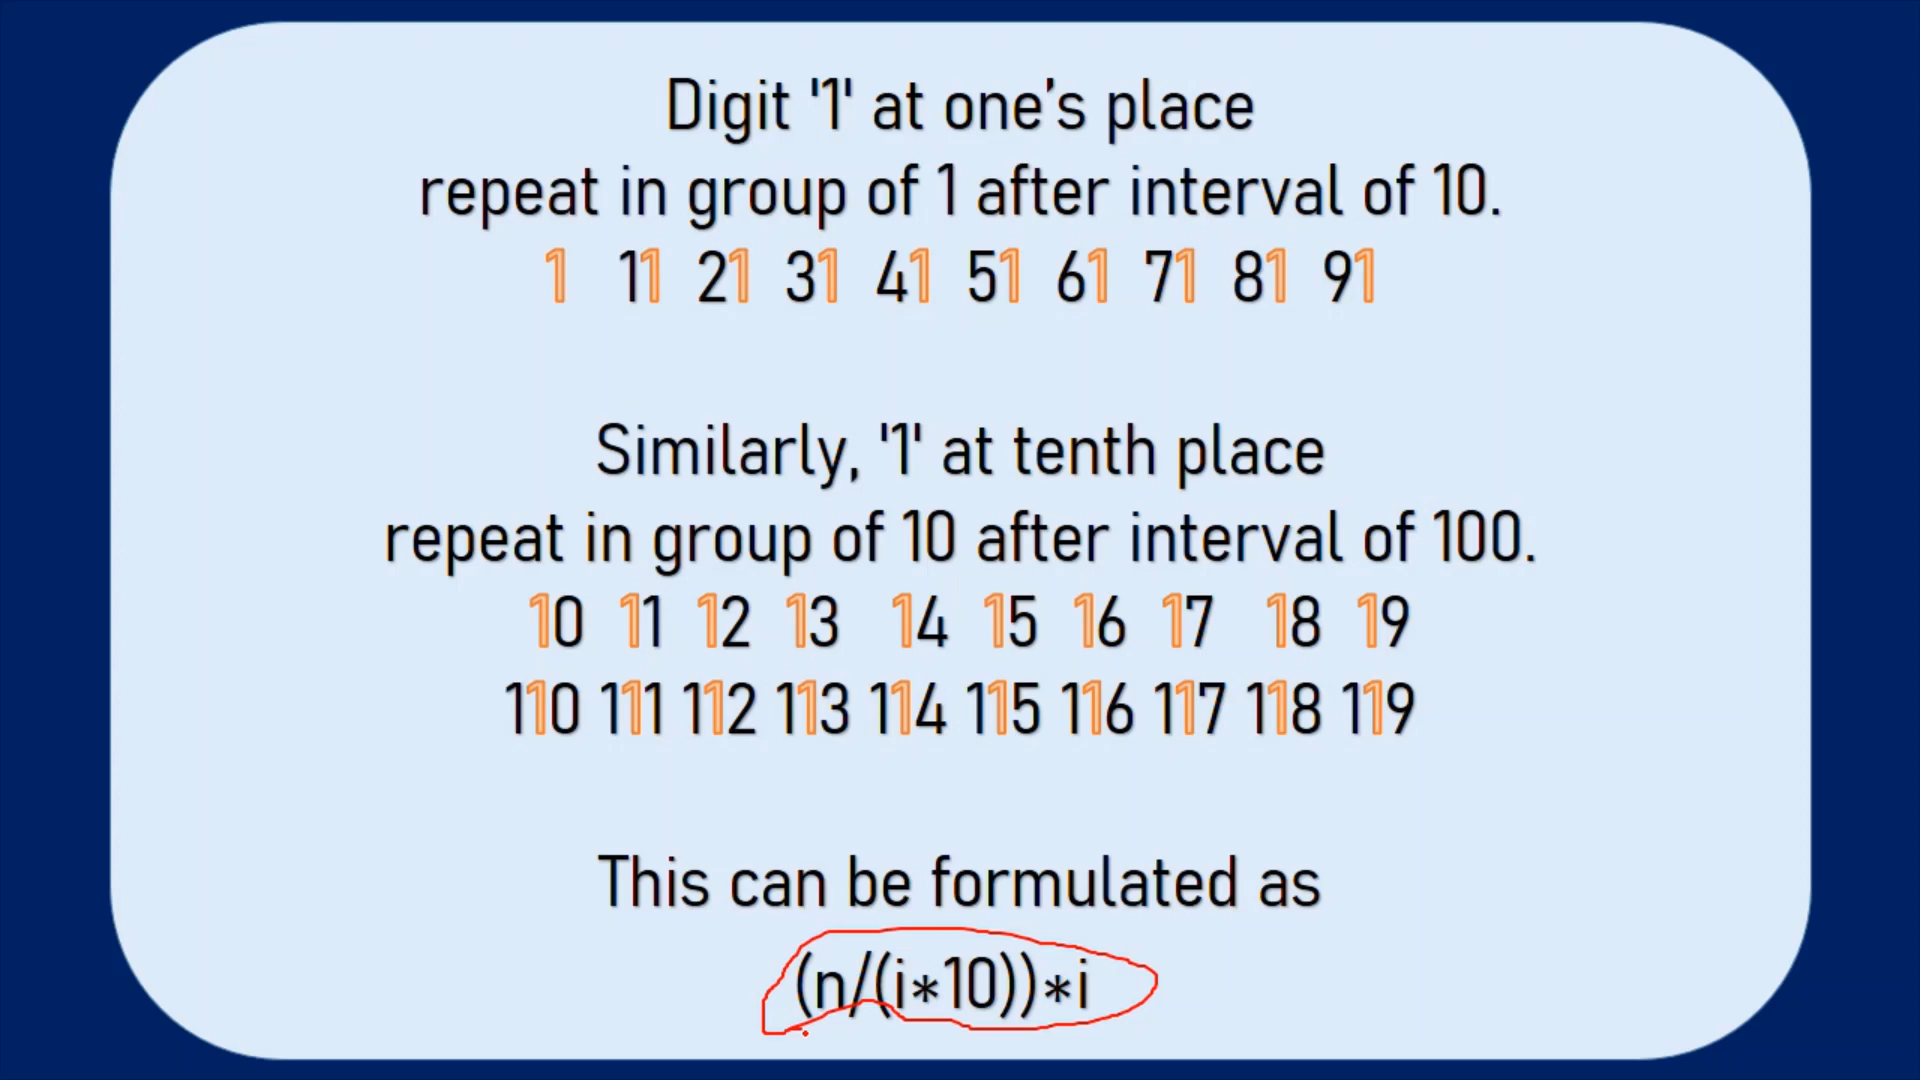 Digit '1' at one’s place
repeat in group of 1 after interval of 10.
1 11 21 31 41 51 61 71 81 91
Similarly, '1' at tenth place
repeat in group of 10 after interval of 100.
10 11 12 13 14 15 16 17 18 19
110 111 112 113 114 115 116 117 118 119
This can be formulated as
(n/(i*10))*i